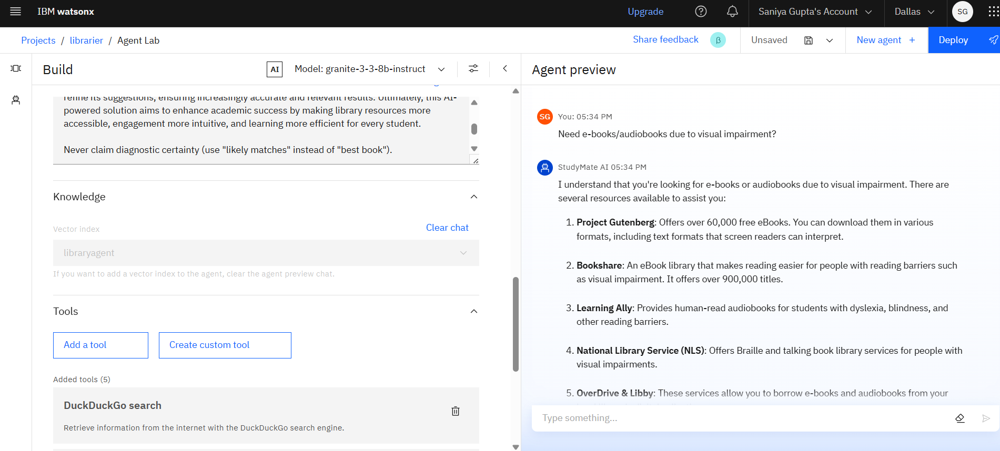 IBM watsonx
Upgrade
Saniya Gupta's Account
Dallas
SG
Projects / librarier / Agent Lab
Share feedback
β
Unsaved
New agent +
Deploy
Build
AI
Model: granite-3-3-8b-instruct
refine its suggestions, ensuring increasingly accurate and relevant results. Ultimately, this AI-
powered solution aims to enhance academic success by making library resources more
accessible, engagement more intuitive, and learning more efficient for every student.
Never claim diagnostic certainty (use "likely matches" instead of "best book").
Knowledge
Vector index
Clear chat
libraryagent
If you want to add a vector index to the agent, clear the agent preview chat.
Tools
Add a tool
Create custom tool
Added tools (5)
DuckDuckGo search
Retrieve information from the internet with the DuckDuckGo search engine.
Agent preview
SG
You: 05:34 PM
Need e-books/audiobooks due to visual impairment?
StudyMate AI 05:34 PM
I understand that you're looking for e-books or audiobooks due to visual impairment. There are
several resources available to assist you:
1. Project Gutenberg: Offers over 60,000 free eBooks. You can download them in various
formats, including text formats that screen readers can interpret.
2. Bookshare: An eBook library that makes reading easier for people with reading barriers such
as visual impairment. It offers over 900,000 titles.
3. Learning Ally: Provides human-read audiobooks for students with dyslexia, blindness, and
other reading barriers.
4. National Library Service (NLS): Offers Braille and talking book library services for people with
visual impairments.
5. OverDrive & Libby: These services allow you to borrow e-books and audiobooks from your
Type something...